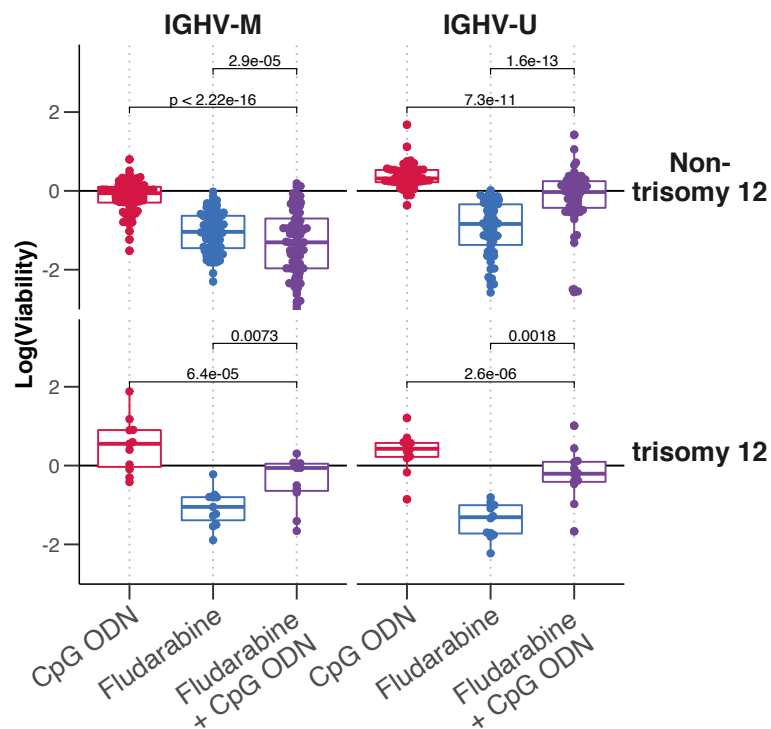 IGHV-M
IGHV-U
2.9e-05
1.6e-13
p < 2.22e-16
7.3e-11
2
0
-2
Non-
trisomy 12
Log(Viability)
0.0073
0.0018
6.4e-05
2.6e-06
2
0
-2
trisomy 12
CpG ODN
Fludarabine
Fludarabine
+ CpG ODN
CpG ODN
Fludarabine
Fludarabine
+ CpG ODN